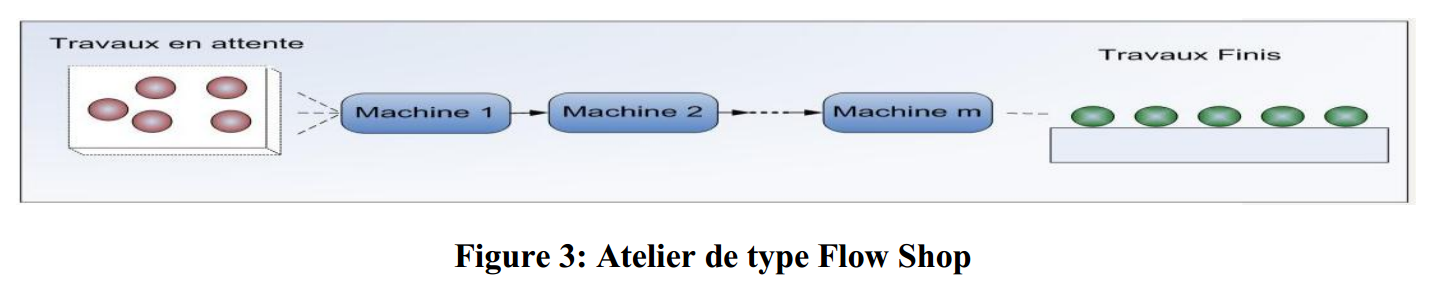 Travaux en attente
Travaux Finis
Machine 1
Machine 2
Machine m
Figure 3: Atelier de type Flow Shop